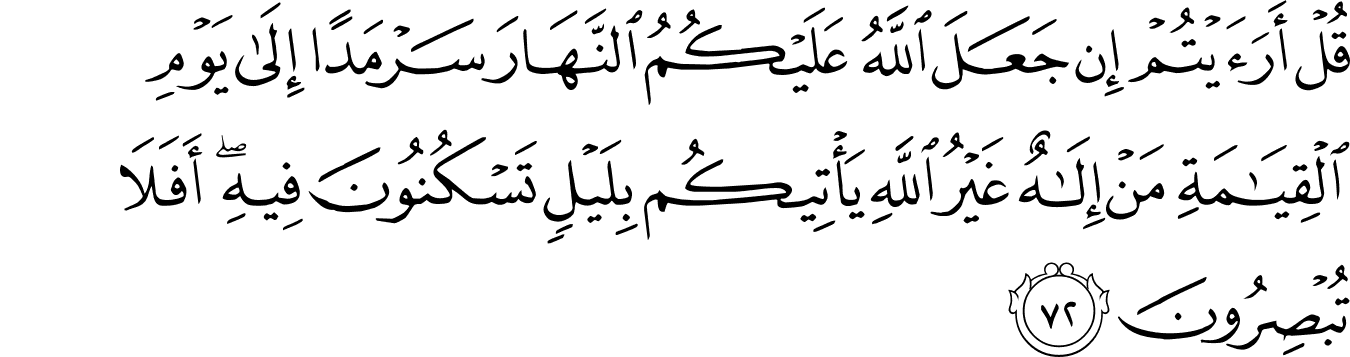 قُلْ أَرَءَيْتُمْ إِن جَعَلَ ٱللَّهُ عَلَيْكُمُ ٱلنَّهَارَ سَرْمَدًا إِلَىٰ يَوْمِ
ٱلْقِيَـٰمَةِ مَنْ إِلَـٰهٌ غَيْرُ ٱللَّهِ يَأْتِيكُم بِلَيْلٍ تَسْكُنُونَ فِيهِ ۖ أَفَلَا
تُبْصِرُونَ ٧٢